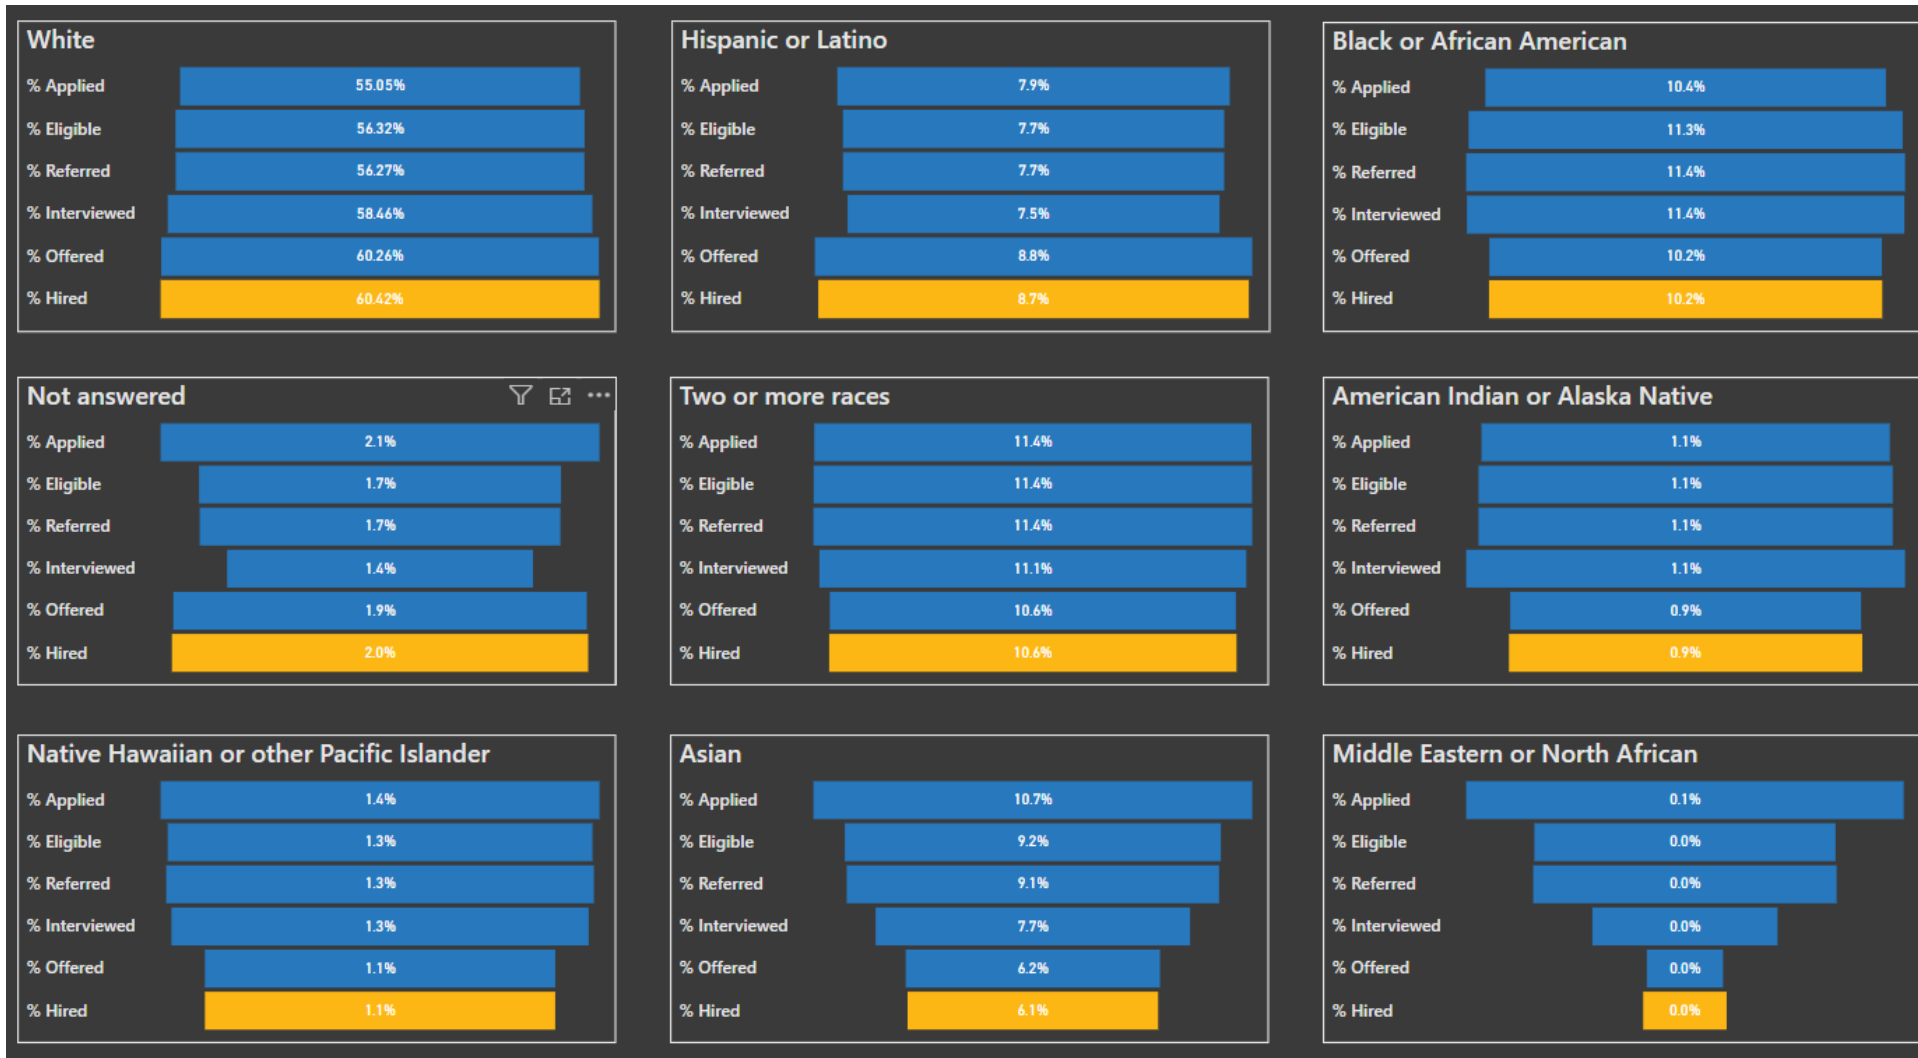 White
% Applied 55.05%
% Eligible 56.32%
% Referred 56.27%
% Interviewed 58.46%
% Offered 60.26%
% Hired 60.42%
Hispanic or Latino
% Applied 7.9%
% Eligible 7.7%
% Referred 7.7%
% Interviewed 7.5%
% Offered 8.8%
% Hired 8.7%
Black or African American
% Applied 10.4%
% Eligible 11.3%
% Referred 11.4%
% Interviewed 11.4%
% Offered 10.2%
% Hired 10.2%
Not answered
% Applied 2.1%
% Eligible 1.7%
% Referred 1.7%
% Interviewed 1.4%
% Offered 1.9%
% Hired 2.0%
Two or more races
% Applied 11.4%
% Eligible 11.4%
% Referred 11.4%
% Interviewed 11.1%
% Offered 10.6%
% Hired 10.6%
American Indian or Alaska Native
% Applied 1.1%
% Eligible 1.1%
% Referred 1.1%
% Interviewed 1.1%
% Offered 0.9%
% Hired 0.9%
Native Hawaiian or other Pacific Islander
% Applied 1.4%
% Eligible 1.3%
% Referred 1.3%
% Interviewed 1.3%
% Offered 1.1%
% Hired 1.1%
Asian
% Applied 10.7%
% Eligible 9.2%
% Referred 9.1%
% Interviewed 7.7%
% Offered 6.2%
% Hired 6.1%
Middle Eastern or North African
% Applied 0.1%
% Eligible 0.0%
% Referred 0.0%
% Interviewed 0.0%
% Offered 0.0%
% Hired 0.0%